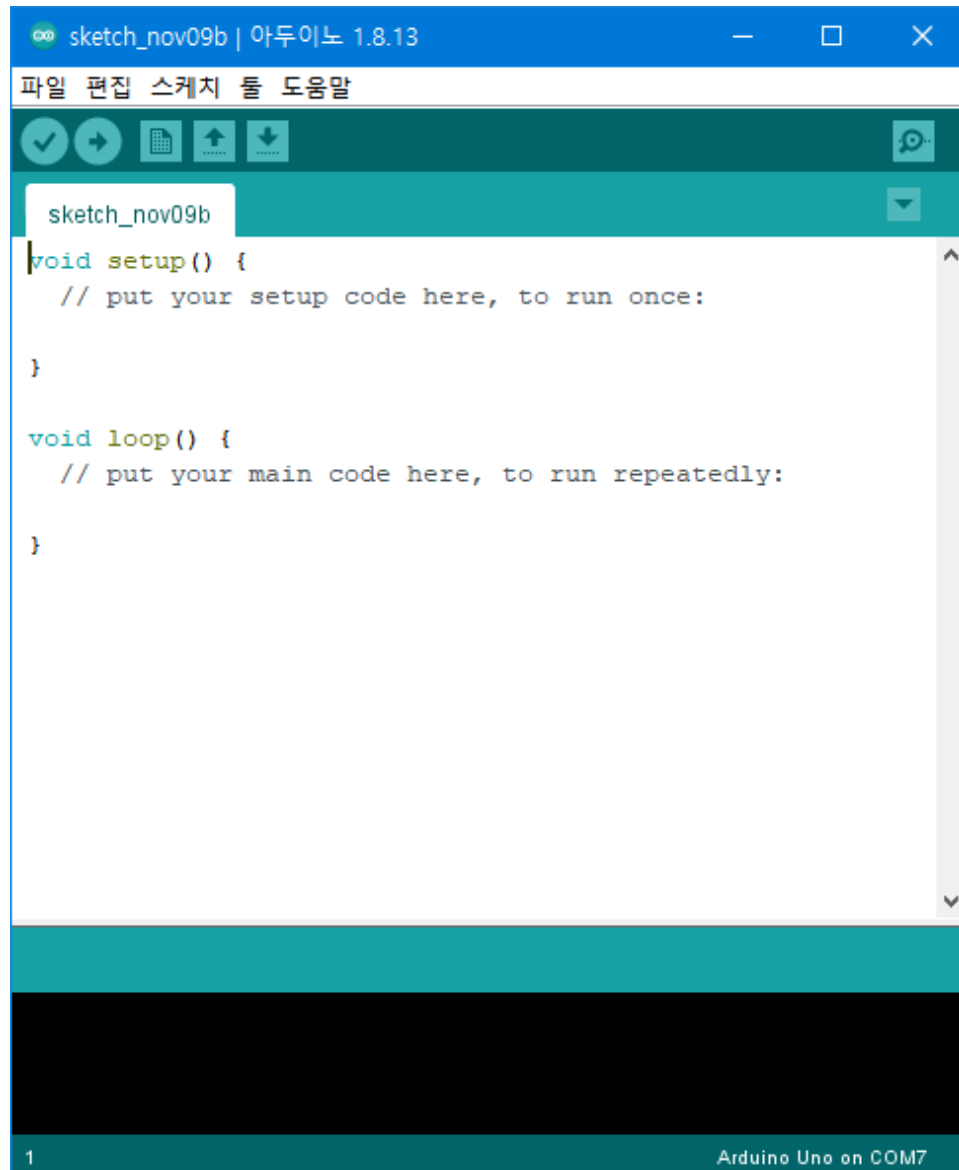 sketch_nov09b | 아두이노 1.8.13
파일 편집 스케치 툴 도움말
sketch_nov09b
void setup() {
  // put your setup code here, to run once:
}
void loop() {
  // put your main code here, to run repeatedly:
}
1 Arduino Uno on COM7